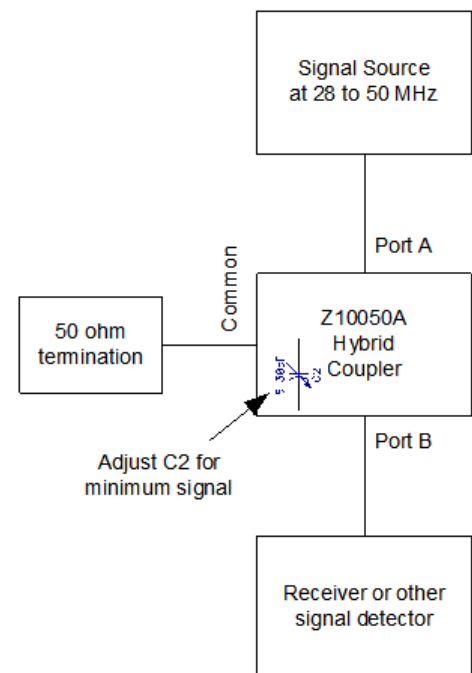 Signal Source
at 28 to 50 MHz
Port A
Common
50 ohm
termination
Z10050A
Hybrid
Coupler
C2
Adjust C2 for
minimum signal
Port B
Receiver or other
signal detector